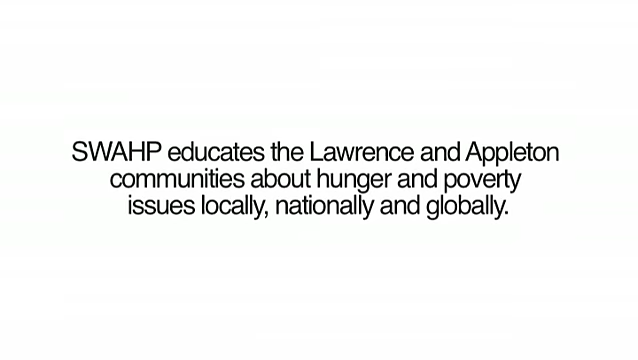 SWAHP educates the Lawrence and Appleton
communities about hunger and poverty
issues locally, nationally and globally.